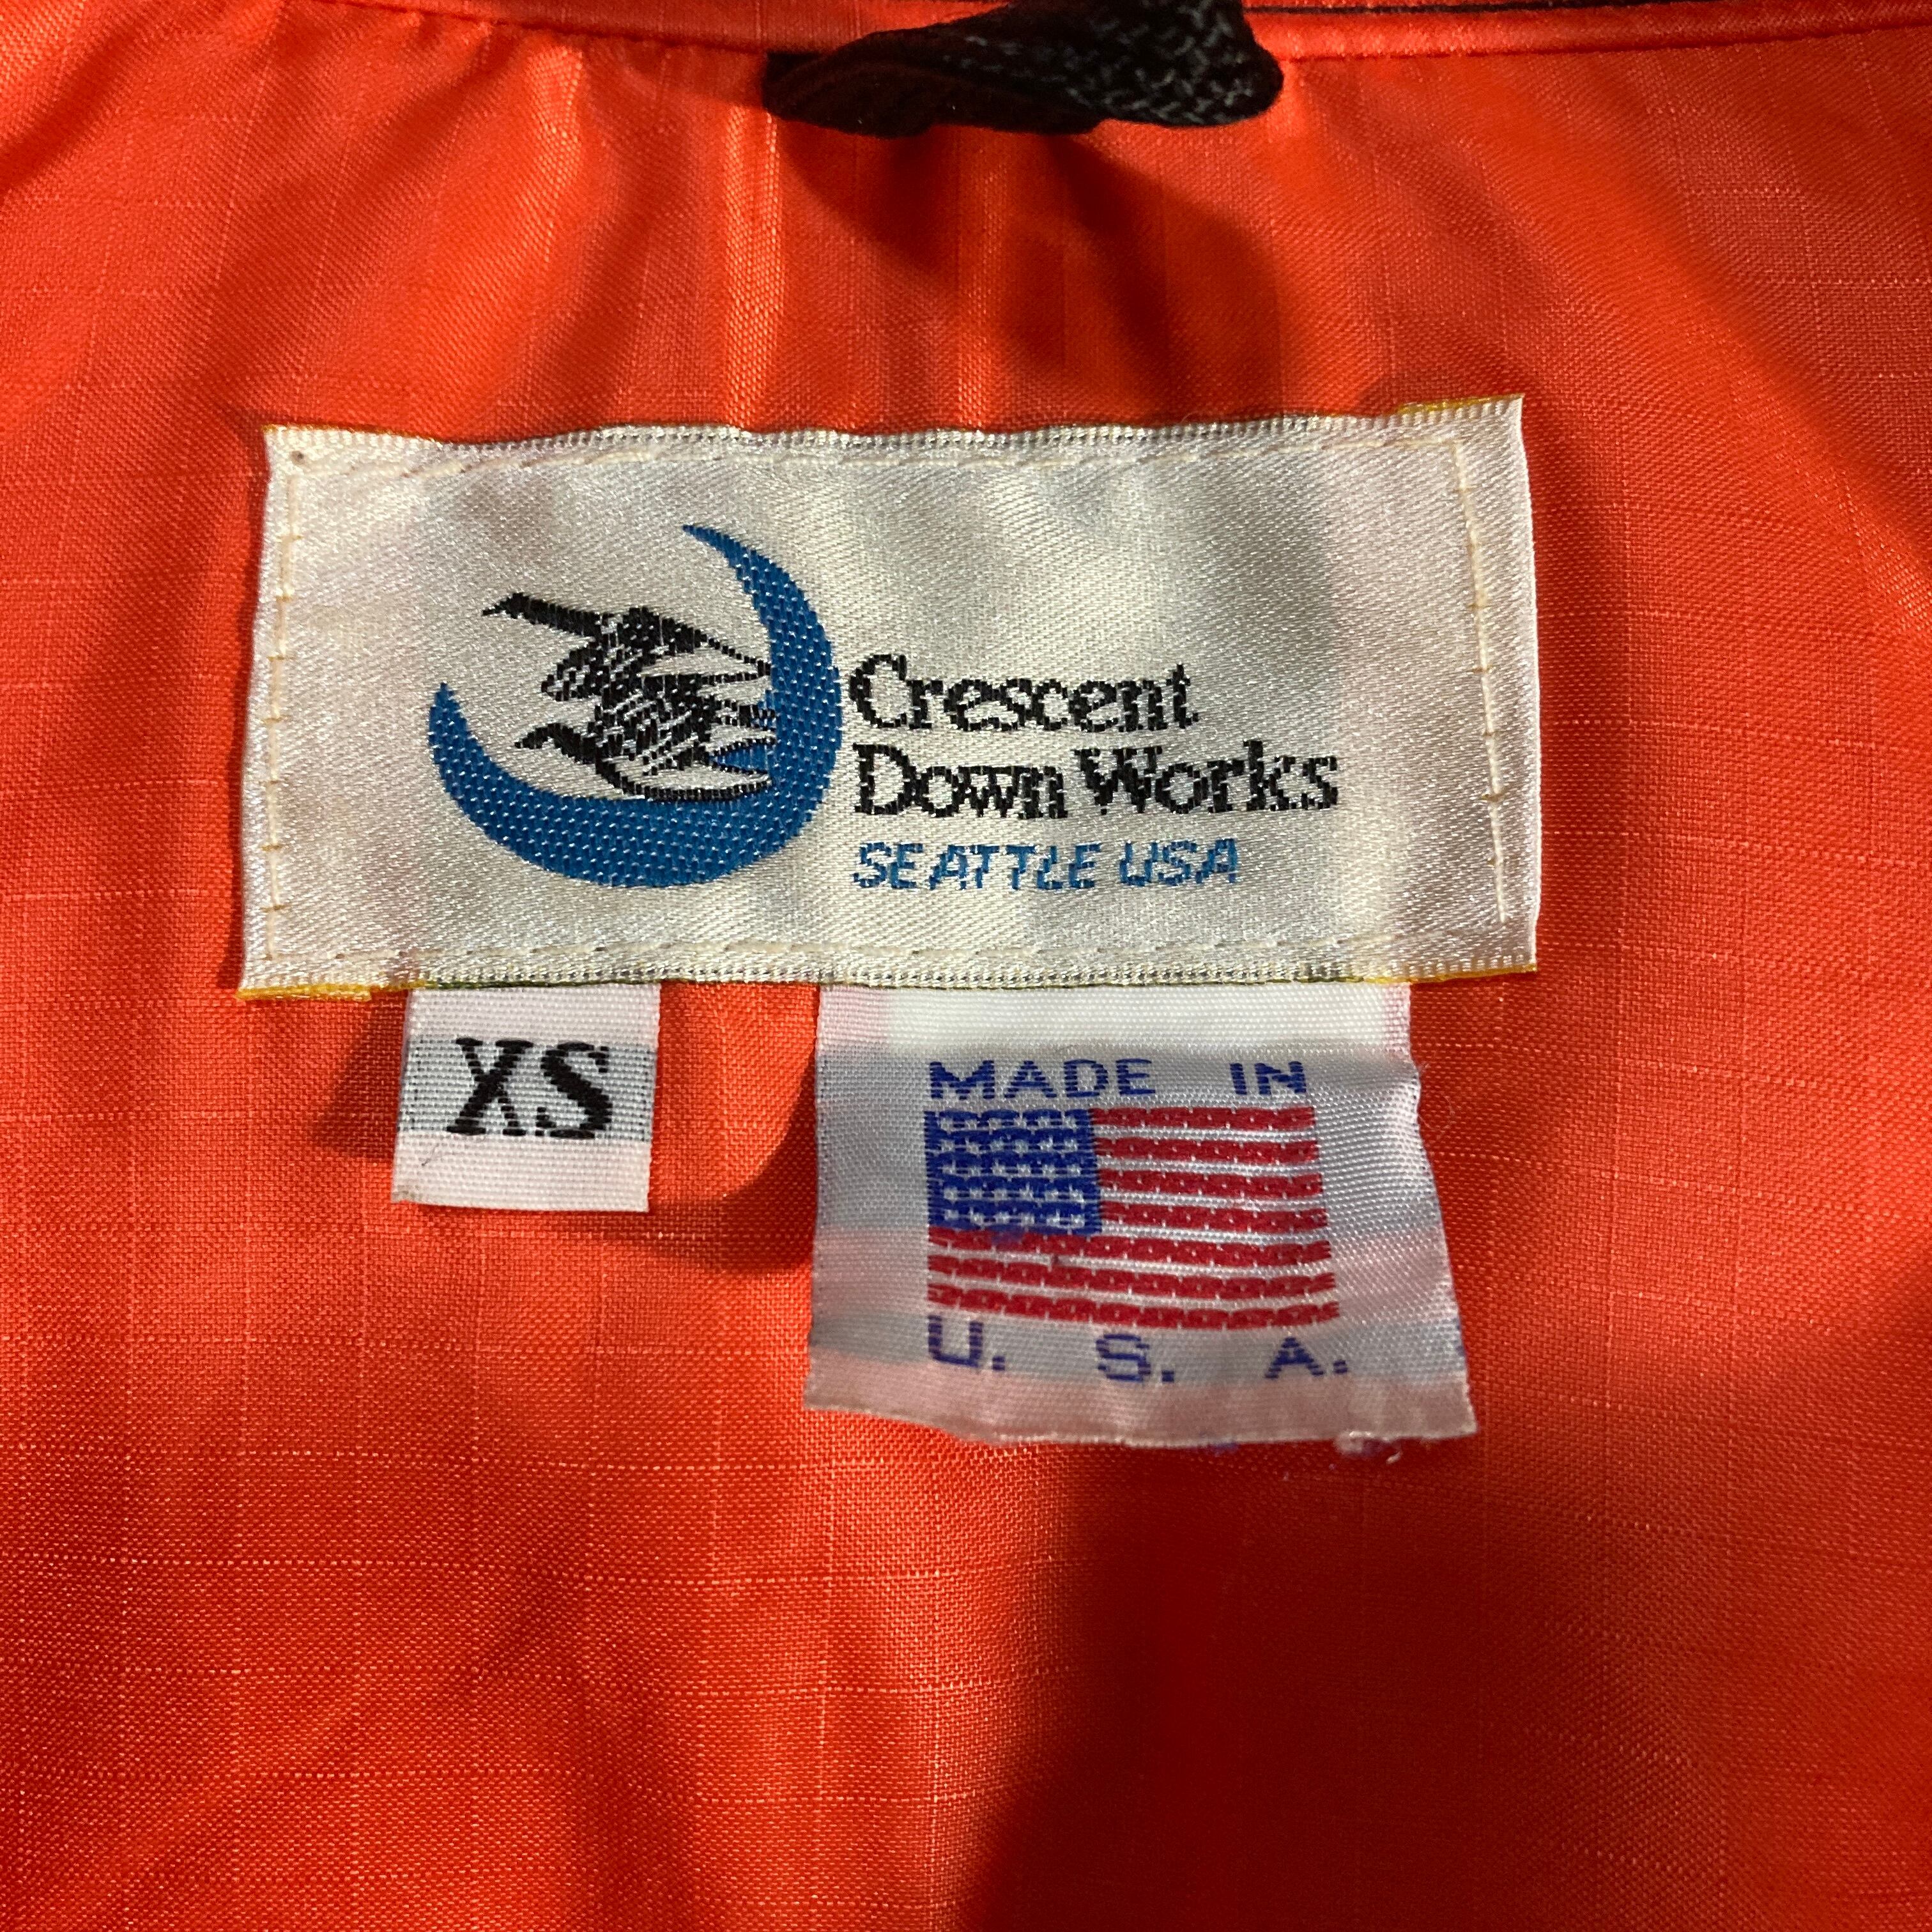 Crescent
Down Works
SEATTLE USA
XS
MADE IN
U. S. A.